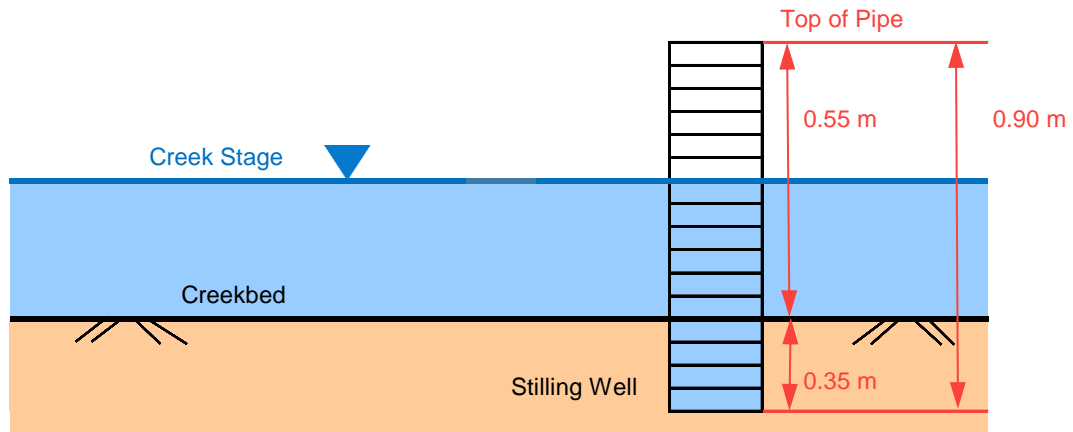 Top of Pipe
0.55 m
0.90 m
Creek Stage
Creekbed
0.35 m
Stilling Well